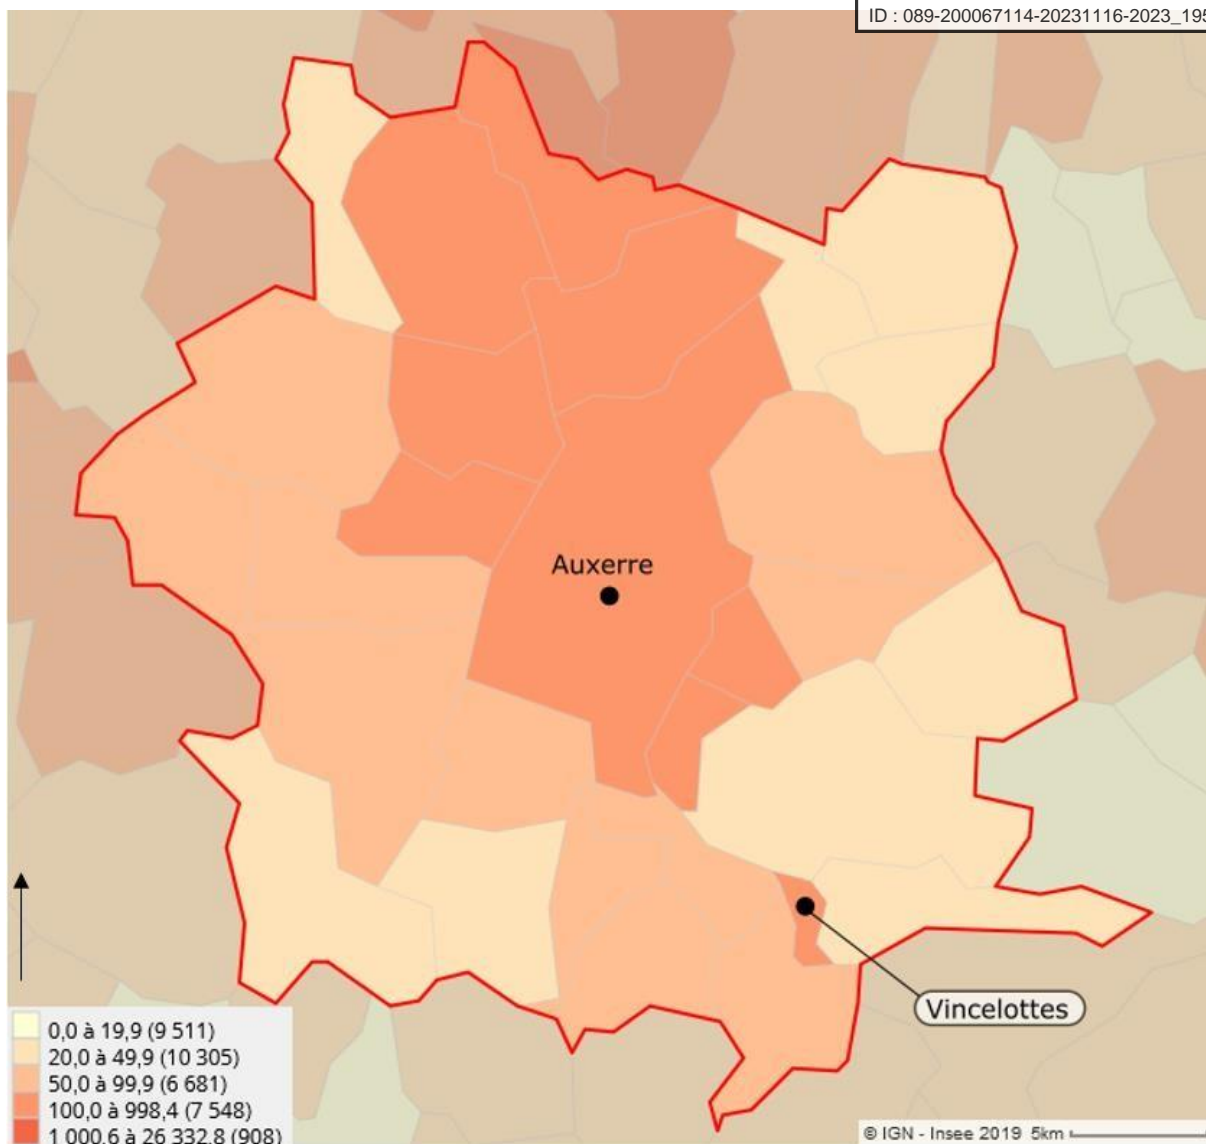 ID : 089-200067114-20231116-2023_195
Auxerre
Vincelottes
0,0 à 19,9 (9 511)
20,0 à 49,9 (10 305)
50,0 à 99,9 (6 681)
100,0 à 998,4 (7 548)
1 000,6 à 26 332,8 (908)
© IGN - Insee 2019 5km